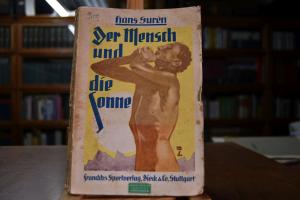 Hans Surén
Der Mensch
und
die
Sonne
Franckhs Sportverlag, Dieck & Co, Stuttgart